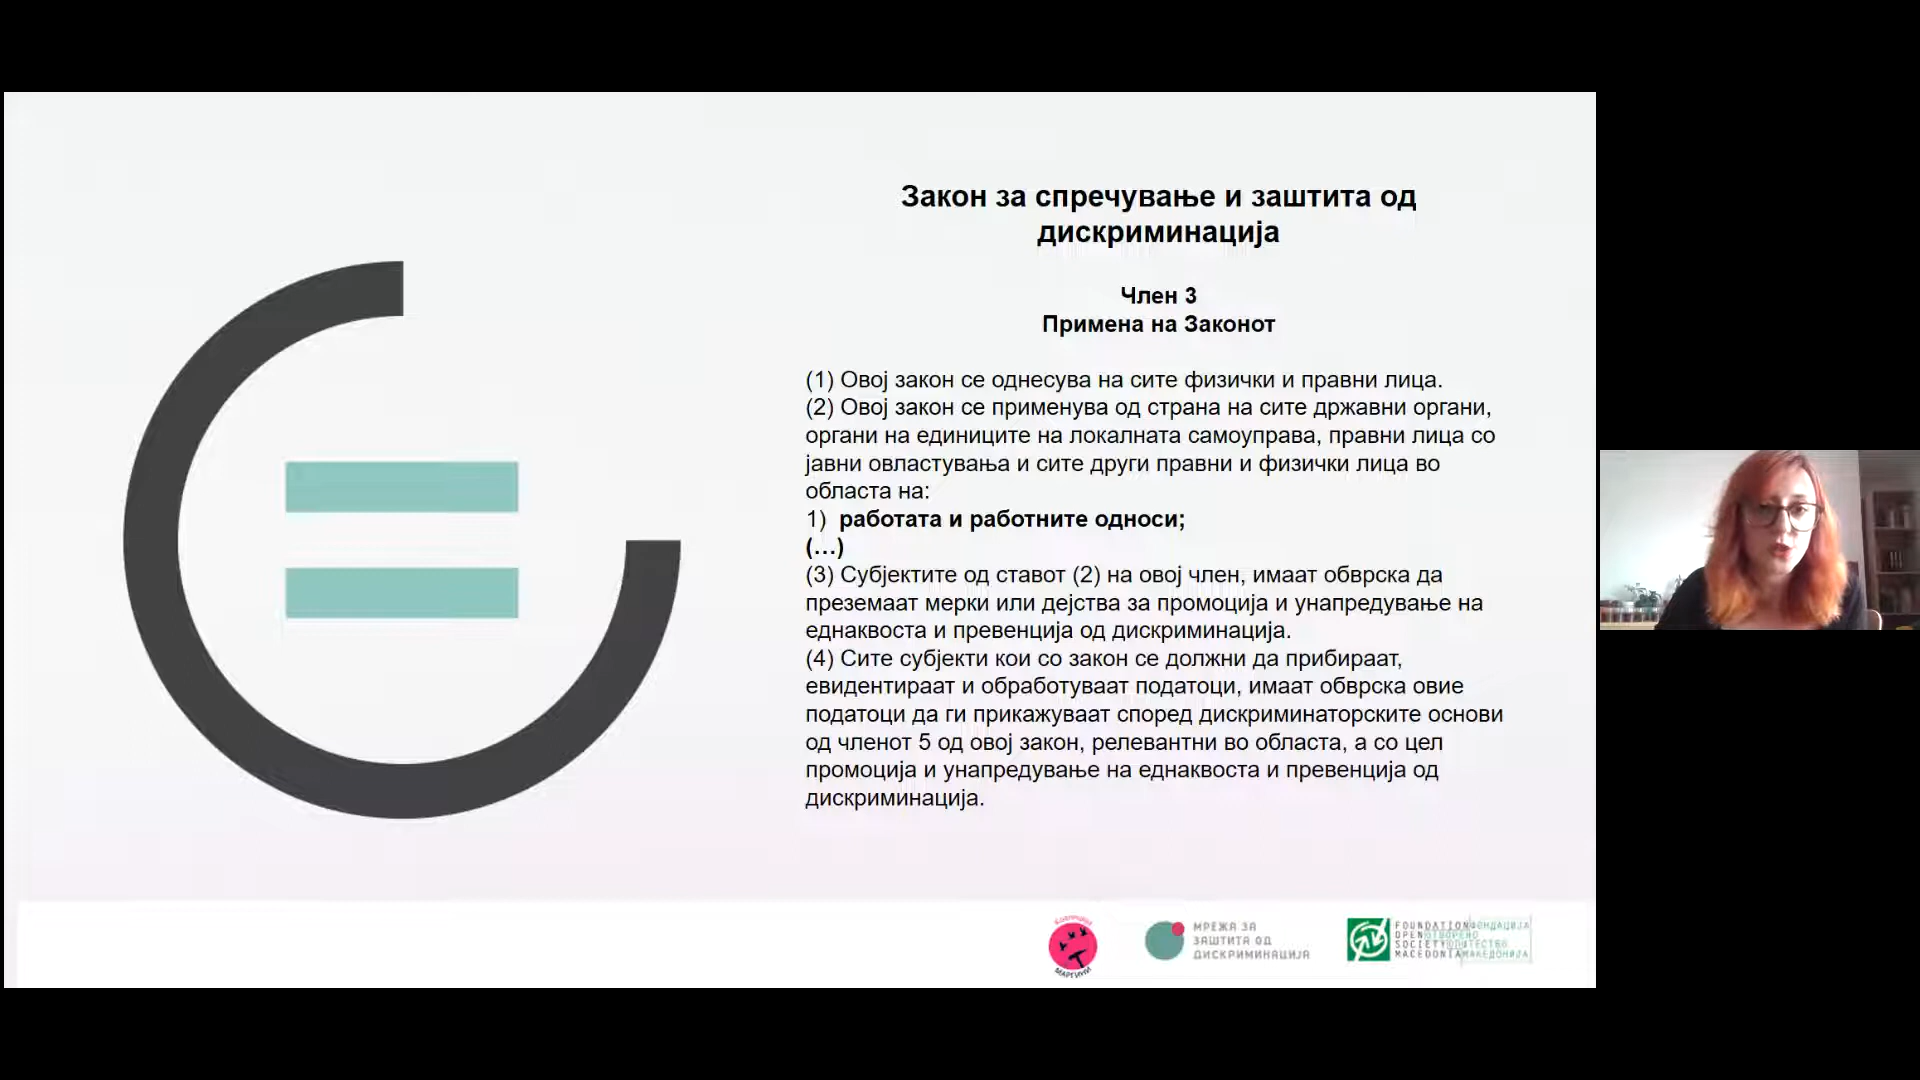 Закон за спречување и заштита од
дискриминација
Член 3
Примена на Законот
(1) Овој закон се однесува на сите физички и правни лица.
(2) Овој закон се применува од страна на сите државни органи,
органи на единиците на локалната самоуправа, правни лица со
јавни овластувања и сите други правни и физички лица во
областа на:
1) работата и работните односи;
(...)
(3) Субјектите од ставот (2) на овој член, имаат обврска да
преземаат мерки или дејства за промоција и унапредување на
еднаквоста и превенција од дискриминација.
(4) Сите субјекти кои со закон се должни да прибираат,
евидентираат и обработуваат податоци, имаат обврска овие
податоци да ги прикажуваат според дискриминаторските основи
од членот 5 од овој закон, релевантни во областа, а со цел
промоција и унапредување на еднаквоста и превенција од
дискриминација.
МАРГИНИ
МРЕЖА ЗА
ЗАШТИТА ОД
ДИСКРИМИНАЦИЈА
FOUNDATION ФОНДАЦИЈА
OPEN ОТВОРЕНО
SOCIETY ОПШТЕСТВО
MACEDONIA МАКЕДОНИЈА